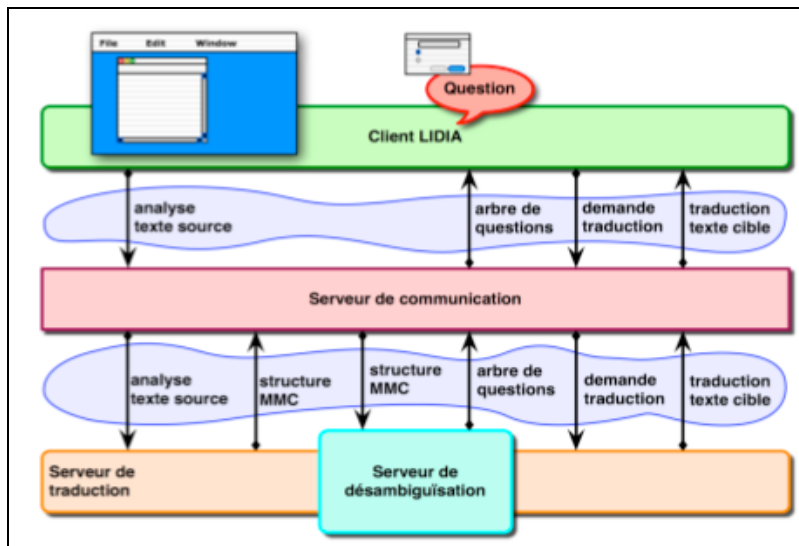 File Edit Window
Question
Client LIDIA
analyse
texte source
arbre de
questions
demande
traduction
traduction
texte cible
Serveur de communication
analyse
texte source
structure
MMC
structure
MMC
arbre de
questions
demande
traduction
traduction
texte cible
Serveur de
traduction
Serveur de
désambiguïsation